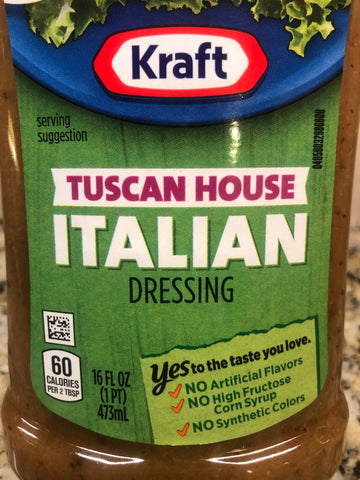 Kraft
serving
suggestion
TUSCAN HOUSE
ITALIAN
DRESSING
60
CALORIES
PER 2 TBSP
16 FL OZ
(1 PT)
473mL
Yes to the taste you love.
NO Artificial Flavors
NO High Fructose
Corn Syrup
NO Synthetic Colors